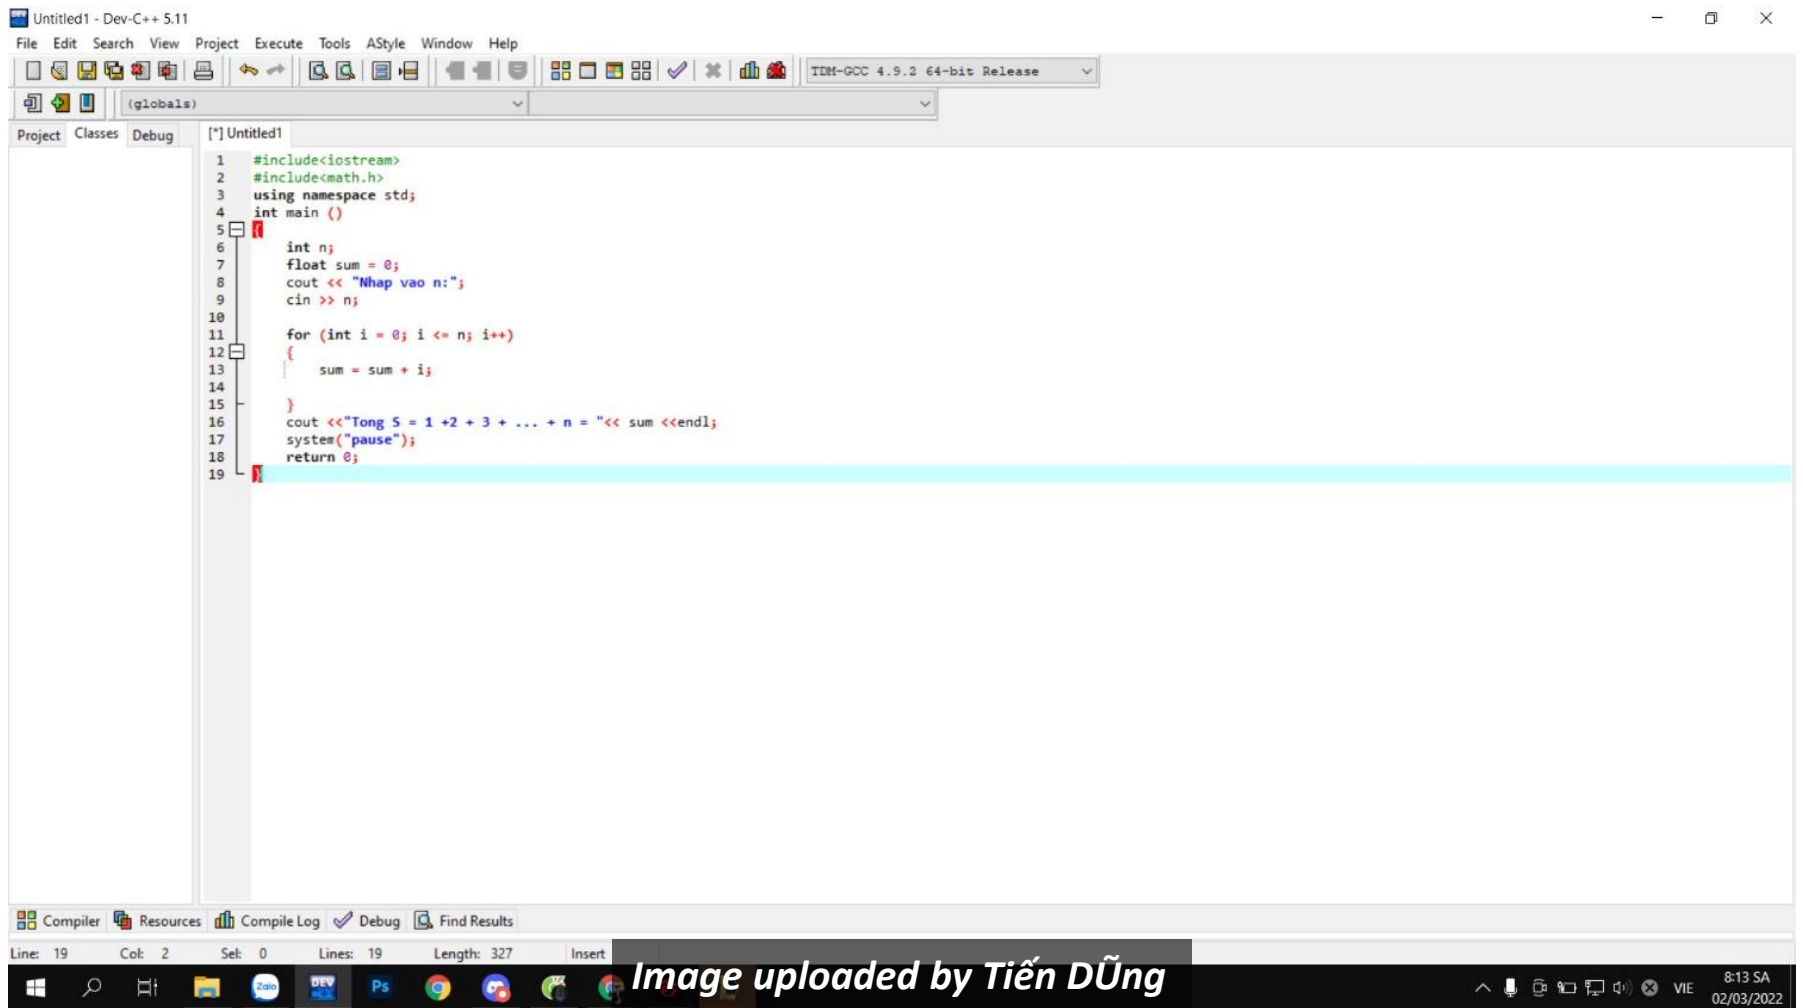 Untitled1 - Dev-C++ 5.11
File Edit Search View Project Execute Tools AStyle Window Help
TDM-GCC 4.9.2 64-bit Release
(globals)
Project Classes Debug [*] Untitled1
1 #include<iostream>
2 #include<math.h>
3 using namespace std;
4 int main ()
5 {
6 int n;
7 float sum = 0;
8 cout << "Nhap vao n:";
9 cin >> n;
10
11 for (int i = 0; i <= n; i++)
12 {
13 sum = sum + i;
14
15 }
16 cout <<"Tong S = 1 +2 + 3 + ... + n = "<< sum <<endl;
17 system("pause");
18 return 0;
19 }
Compiler Resources Compile Log Debug Find Results
Line: 19 Col: 2 Sel: 0 Lines: 19 Length: 327 Insert
Zalo DEV Ps
Image uploaded by Tiến DŨng
VIE
8:13 SA
02/03/2022